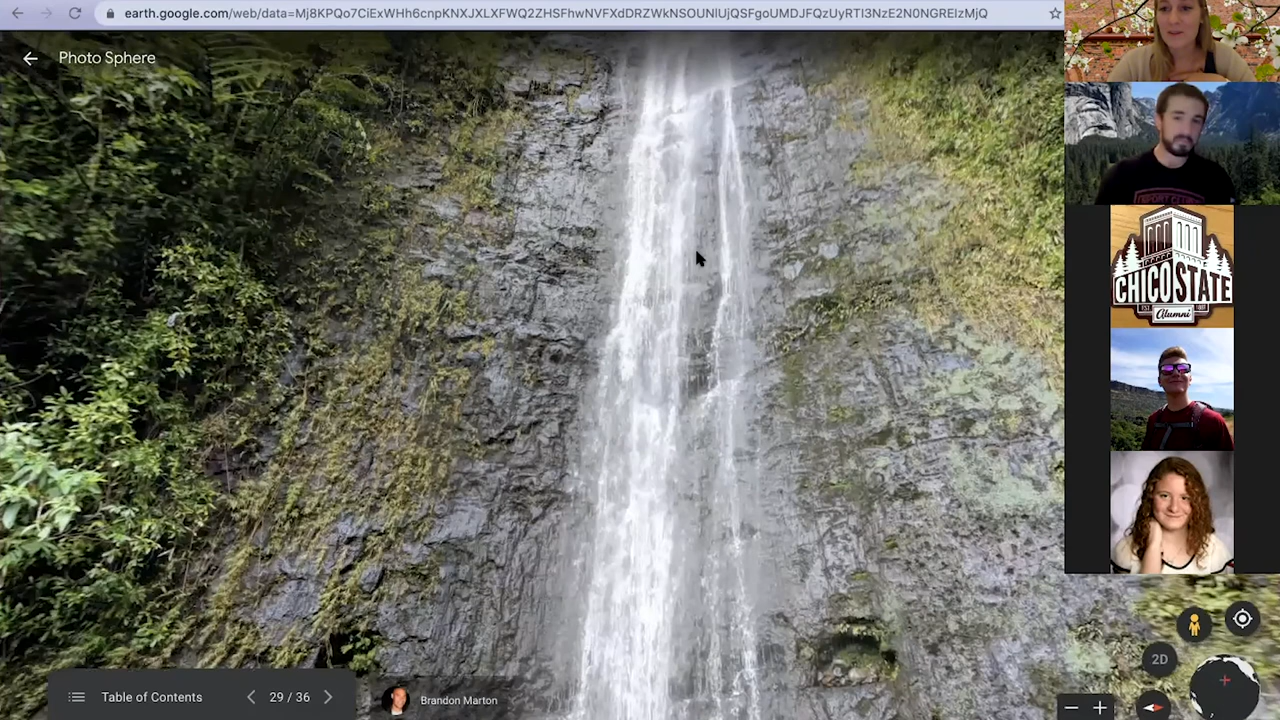 earth.google.com/web/data=Mj8KPQo7CiExWHh6cnpKNXJXLXFWQ2ZHSFhwNVFXdDRZWkNSOUNlUjQSFgoUMDJFQzUyRTI3NzE2N0NGREIzMjQ
Photo Sphere
CHICO STATE
EST
Alumni
2D
Table of Contents
29 / 36
Brandon Marton